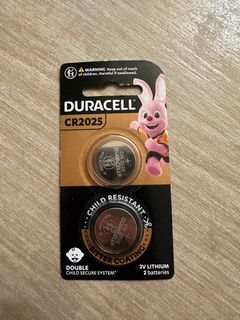 WARNING: Keep out of reach of
children. Harmful if swallowed.
DURACELL
CR2025
CHILD RESISTANT
BITTER COATING
DOUBLE
CHILD SECURE SYSTEM*
3V LITHIUM
2 batteries